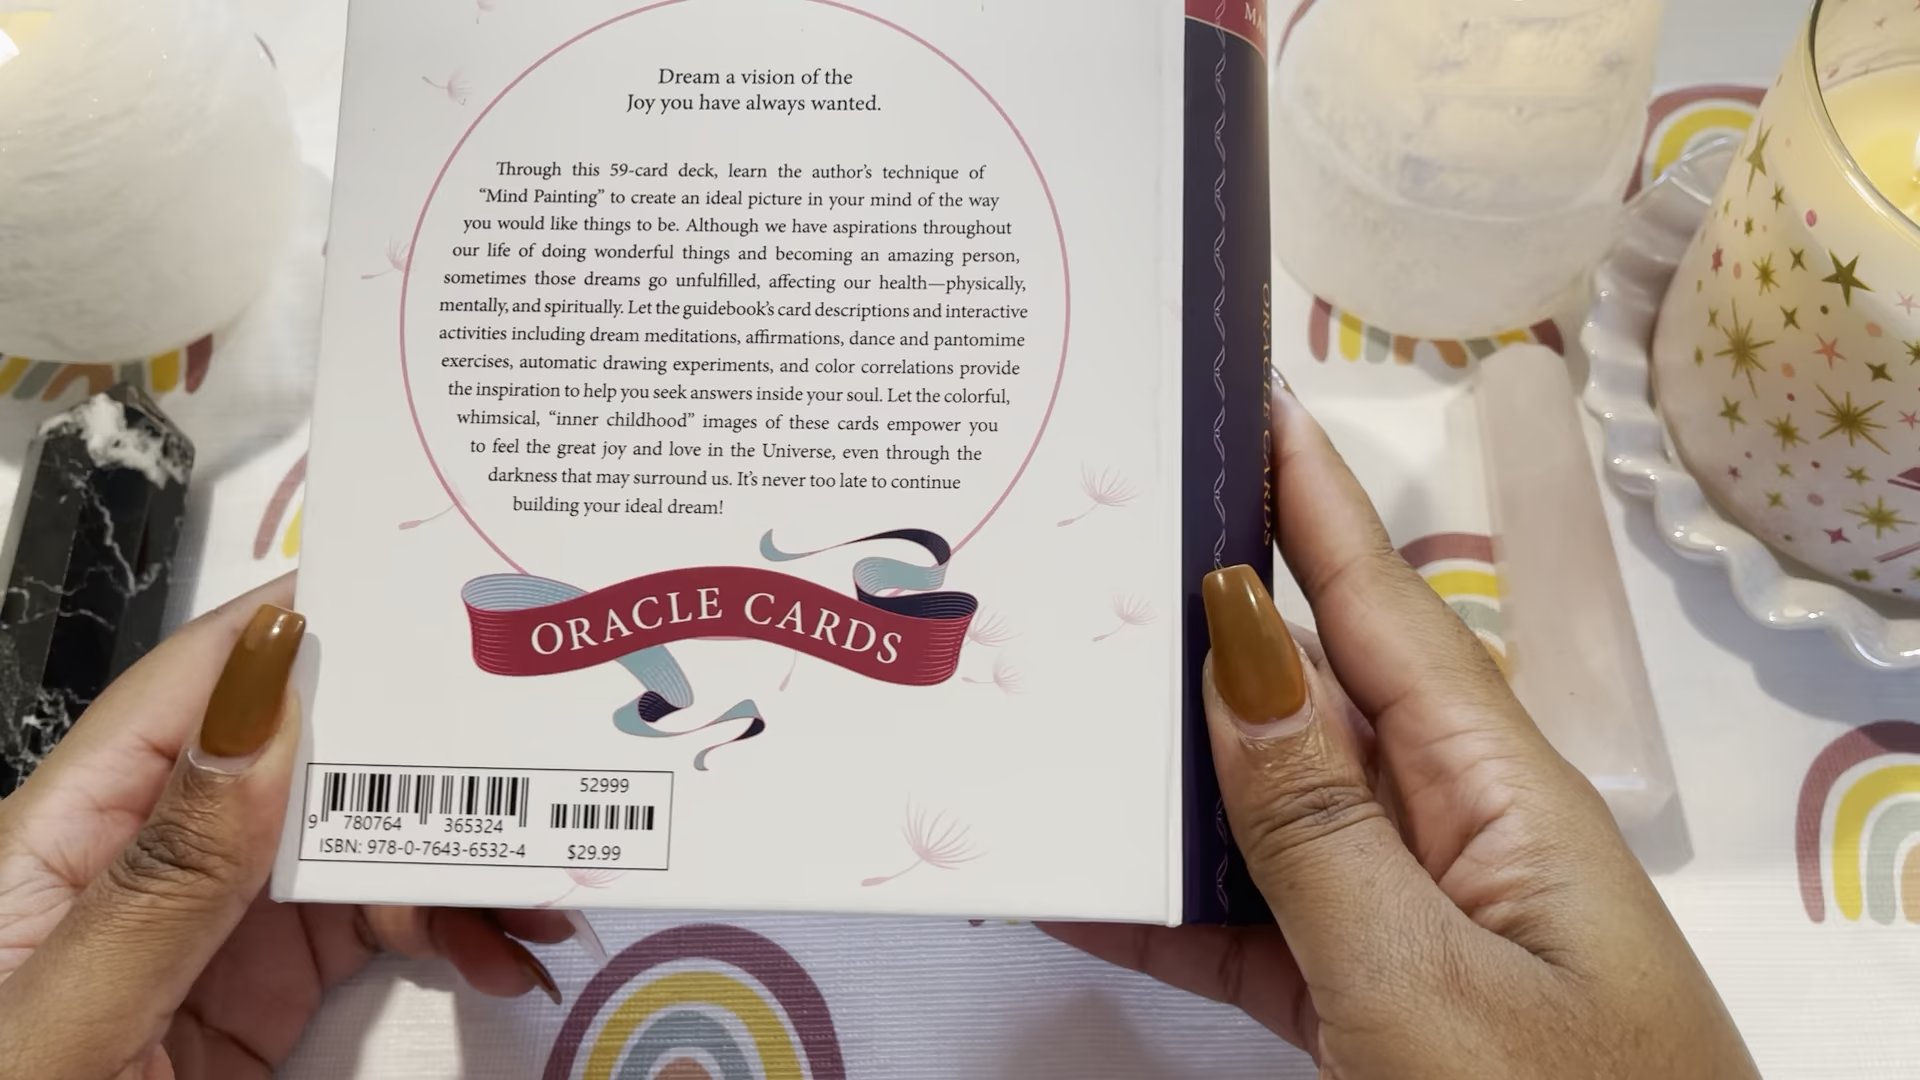 Dream a vision of the
Joy you have always wanted.
Through this 59-card deck, learn the author's technique of
“Mind Painting” to create an ideal picture in your mind of the way
you would like things to be. Although we have aspirations throughout
our life of doing wonderful things and becoming an amazing person,
sometimes those dreams go unfulfilled, affecting our health—physically,
mentally, and spiritually. Let the guidebook's card descriptions and interactive
activities including dream meditations, affirmations, dance and pantomime
exercises, automatic drawing experiments, and color correlations provide
the inspiration to help you seek answers inside your soul. Let the colorful,
whimsical, “inner childhood” images of these cards empower you
to feel the great joy and love in the Universe, even through the
darkness that may surround us. It's never too late to continue
building your ideal dream!
ORACLE CARDS
52999
9 780764 365324
ISBN: 978-0-7643-6532-4
$29.99
ORACLE CARDS